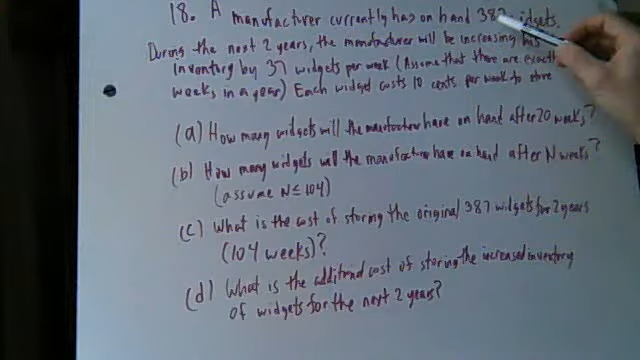 18. A manufacturer currently has on hand 387 widgets.
During the next 2 years, the manufacturer will be increasing his
inventory by 37 widgets per week (Assume that there are exactly
weeks in a year) Each widget costs 10 cents per week to store
(a) How many widgets will the manufacturer have on hand after 20 weeks?
(b) How many widgets will the manufacturer have on hand after N weeks?
(assume N ≤ 104)
(c) What is the cost of storing the original 387 widgets for 2 years
(104 weeks)?
(d) What is the additional cost of storing the increased inventory
of widgets for the next 2 years?